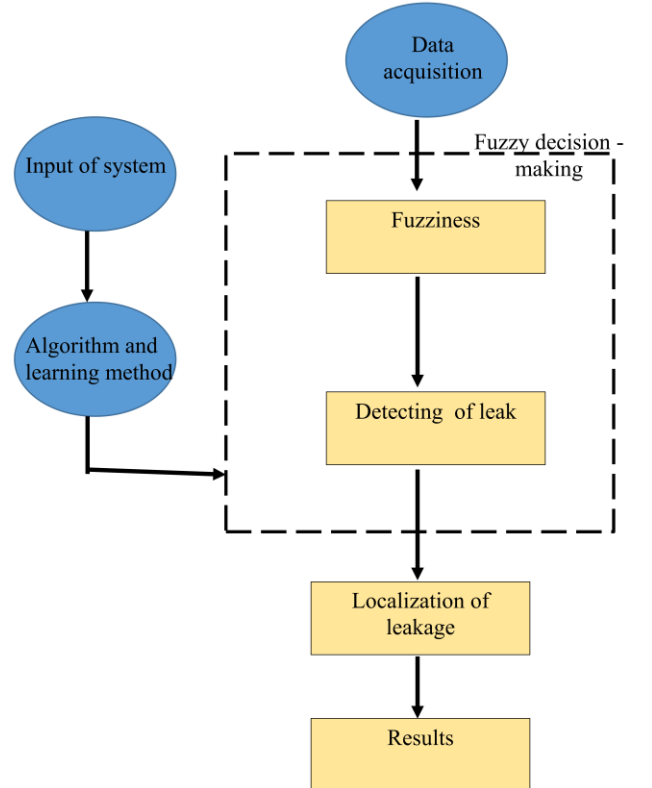 Data
acquisition
Fuzzy decision -
making
Input of system
Fuzziness
Algorithm and
learning method
Detecting of leak
Localization of
leakage
Results